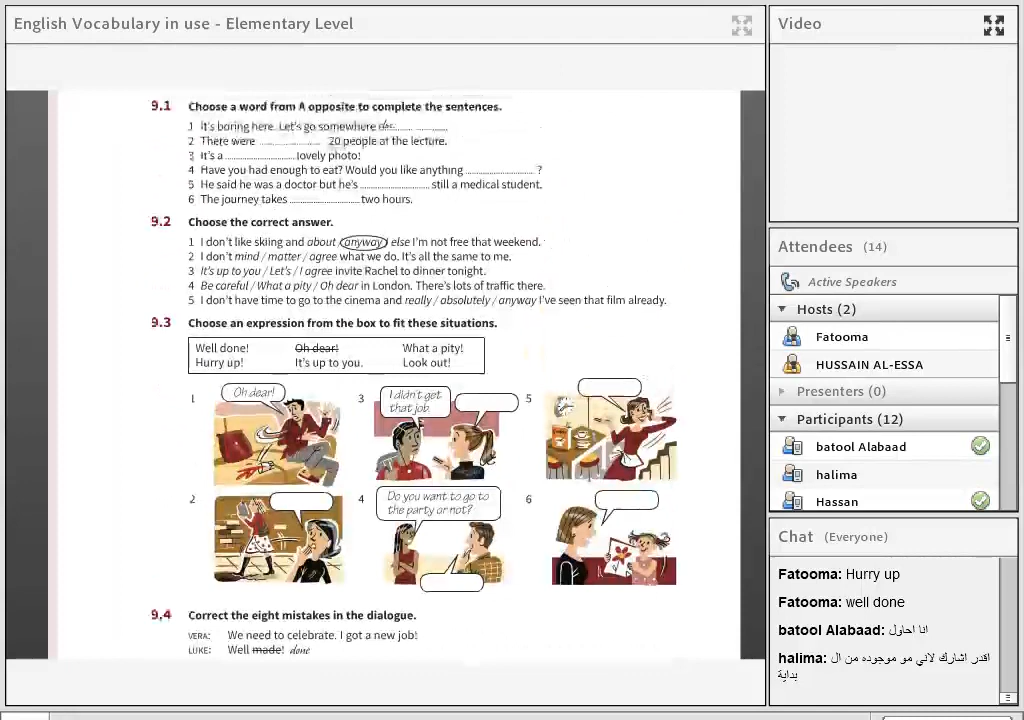 English Vocabulary in use - Elementary Level
9.1 Choose a word from A opposite to complete the sentences.
1 It's boring here. Let's go somewhere else
2 There were .................... 20 people at the lecture.
3 It's a .................... lovely photo!
4 Have you had enough to eat? Would you like anything .................... ?
5 He said he was a doctor but he's .................... still a medical student.
6 The journey takes .................... two hours.
9.2 Choose the correct answer.
1 I don't like skiing and about / anyway / else I'm not free that weekend.
2 I don't mind / matter / agree what we do. It's all the same to me.
3 It's up to you / Let's / I agree invite Rachel to dinner tonight.
4 Be careful / What a pity / Oh dear in London. There's lots of traffic there.
5 I don't have time to go to the cinema and really / absolutely / anyway I've seen that film already.
9.3 Choose an expression from the box to fit these situations.
Well done! Oh dear! What a pity!
Hurry up! It's up to you. Look out!
1 Oh dear!
3 I didn't get
that job.
5
2
4 Do you want to go to
the party or not?
6
9.4 Correct the eight mistakes in the dialogue.
VERA: We need to celebrate. I got a new job!
LUKE: Well made! done
Video
Attendees (14)
Active Speakers
Hosts (2)
Fatooma
HUSSAIN AL-ESSA
Presenters (0)
Participants (12)
batool Alabaad
halima
Hassan
Chat (Everyone)
Fatooma: Hurry up
Fatooma: well done
batool Alabaad: انا احاول
halima: اقدر اشارك لاني مو موجوده من ال
بداية